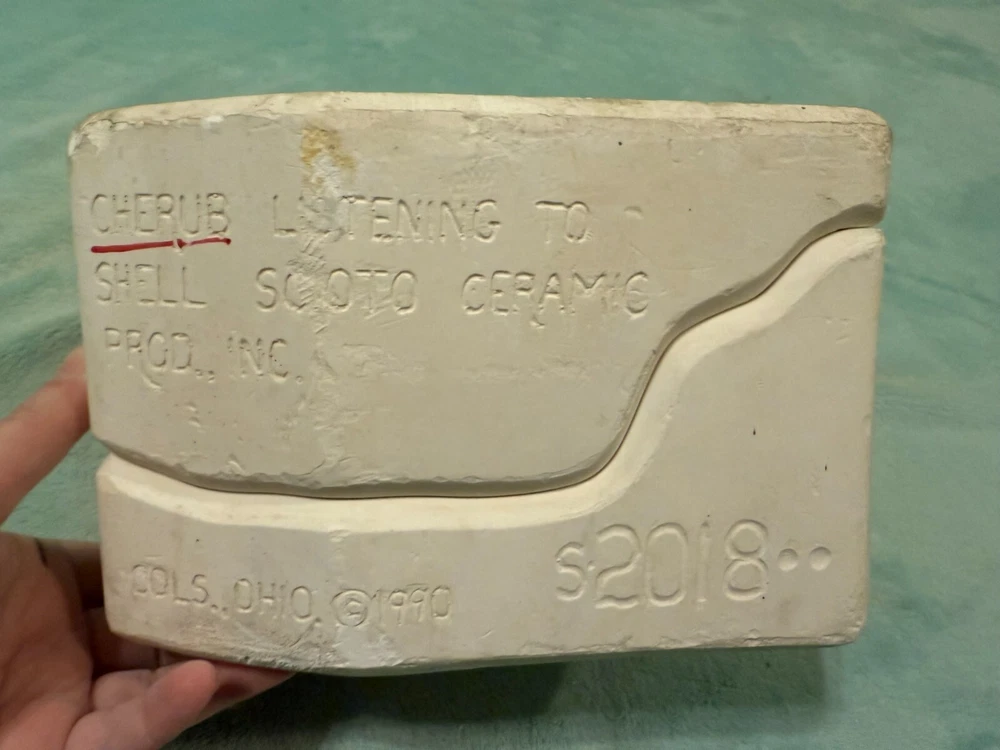 CHERUB LISTENING TO
SHELL SCIOTO CERAMIC
PROD., INC.
S-2018••
COLS., OHIO, ©1990